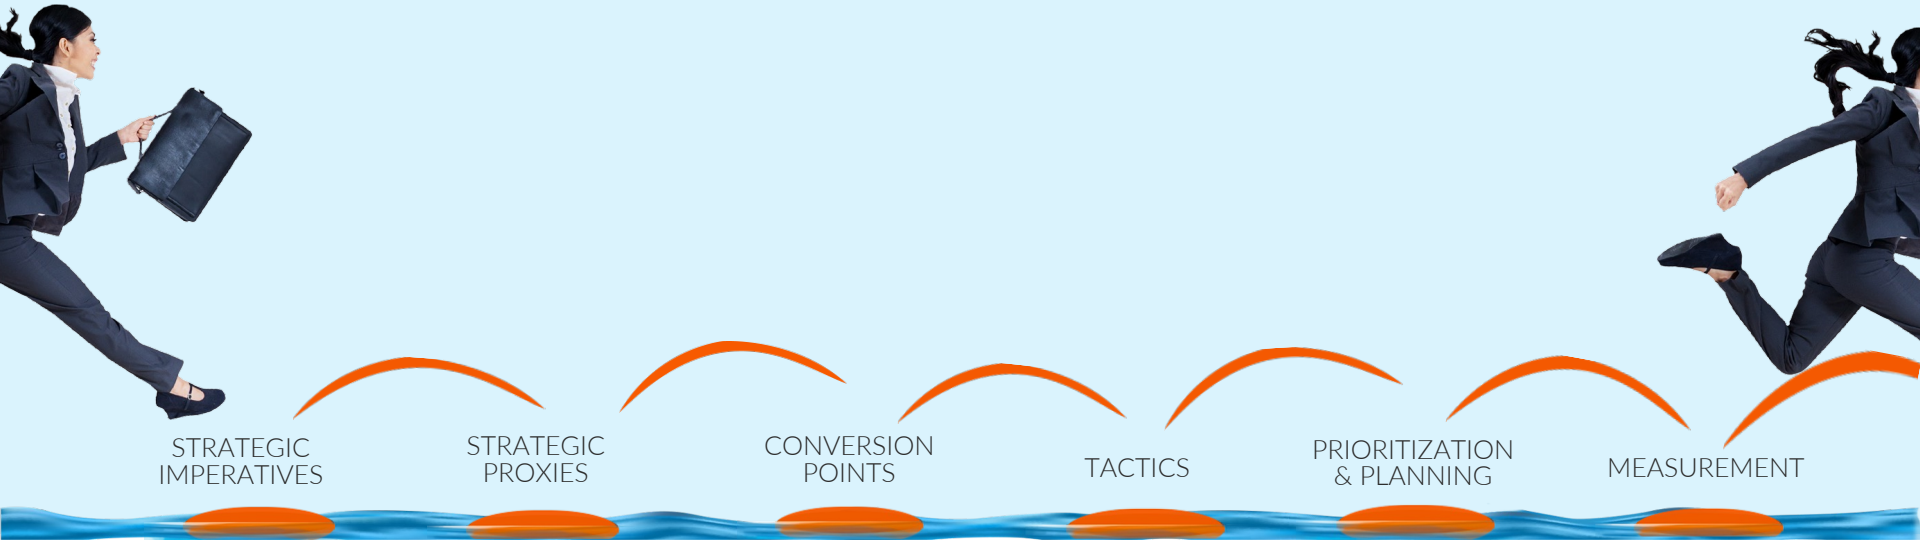 STRATEGIC
IMPERATIVES
STRATEGIC
PROXIES
CONVERSION
POINTS
TACTICS
PRIORITIZATION
& PLANNING
MEASUREMENT